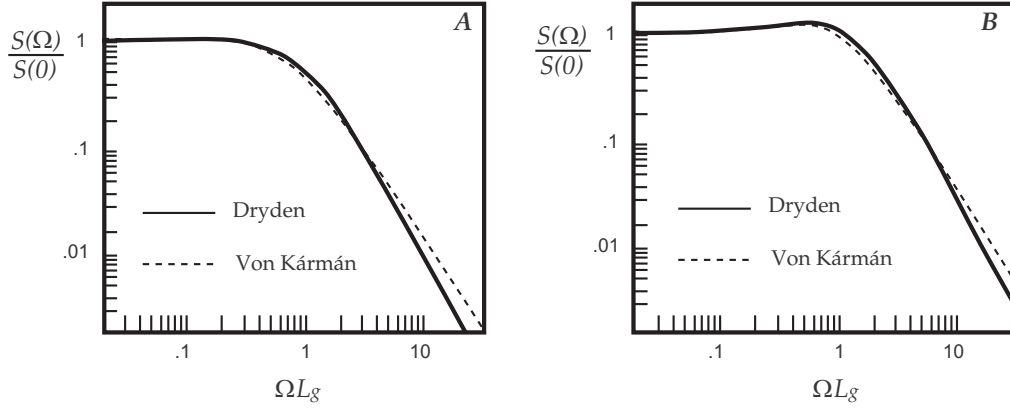 A
S(Ω)
S(0)
1
.1
.01
Dryden
Von Kármán
.1
1
10
ΩLg
B
S(Ω)
S(0)
1
.1
.01
Dryden
Von Kármán
.1
1
10
ΩLg